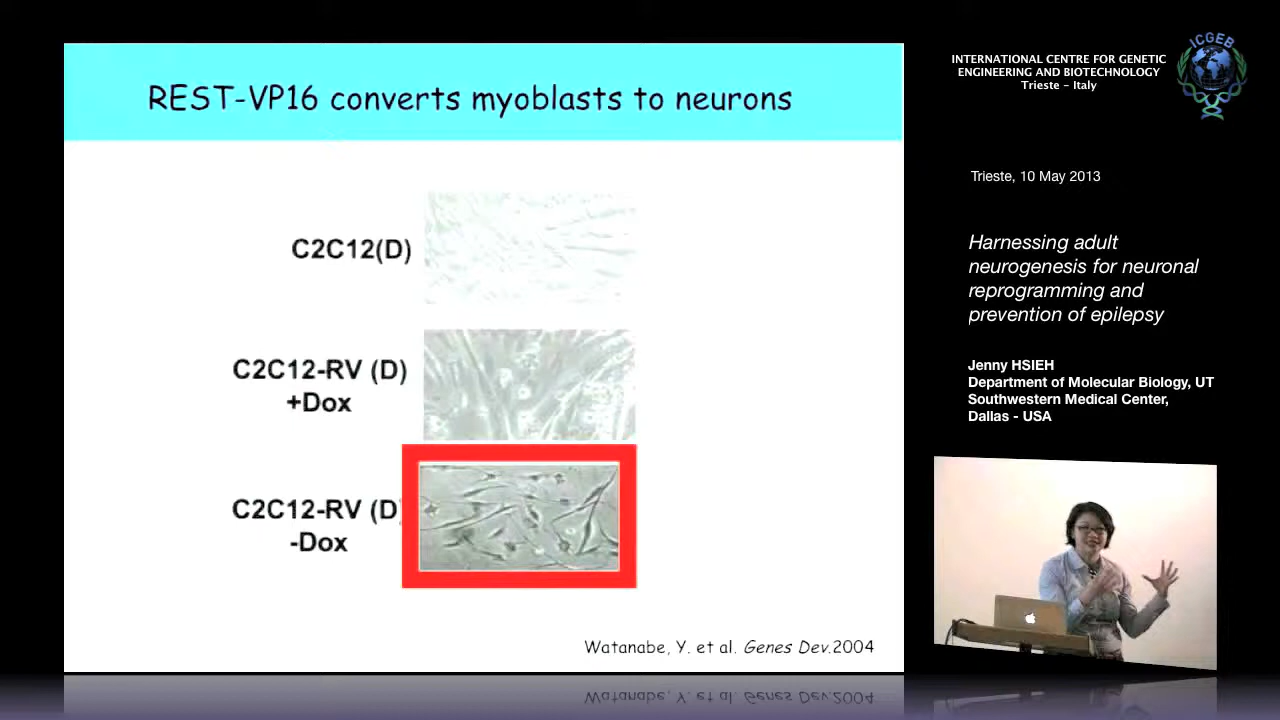 REST-VP16 converts myoblasts to neurons
C2C12(D)
C2C12-RV (D)
+Dox
C2C12-RV (D)
-Dox
Watanabe, Y. et al. Genes Dev.2004
INTERNATIONAL CENTRE FOR GENETIC
ENGINEERING AND BIOTECHNOLOGY
Trieste - Italy
ICGEB
Trieste, 10 May 2013
Harnessing adult
neurogenesis for neuronal
reprogramming and
prevention of epilepsy
Jenny HSIEH
Department of Molecular Biology, UT
Southwestern Medical Center,
Dallas - USA